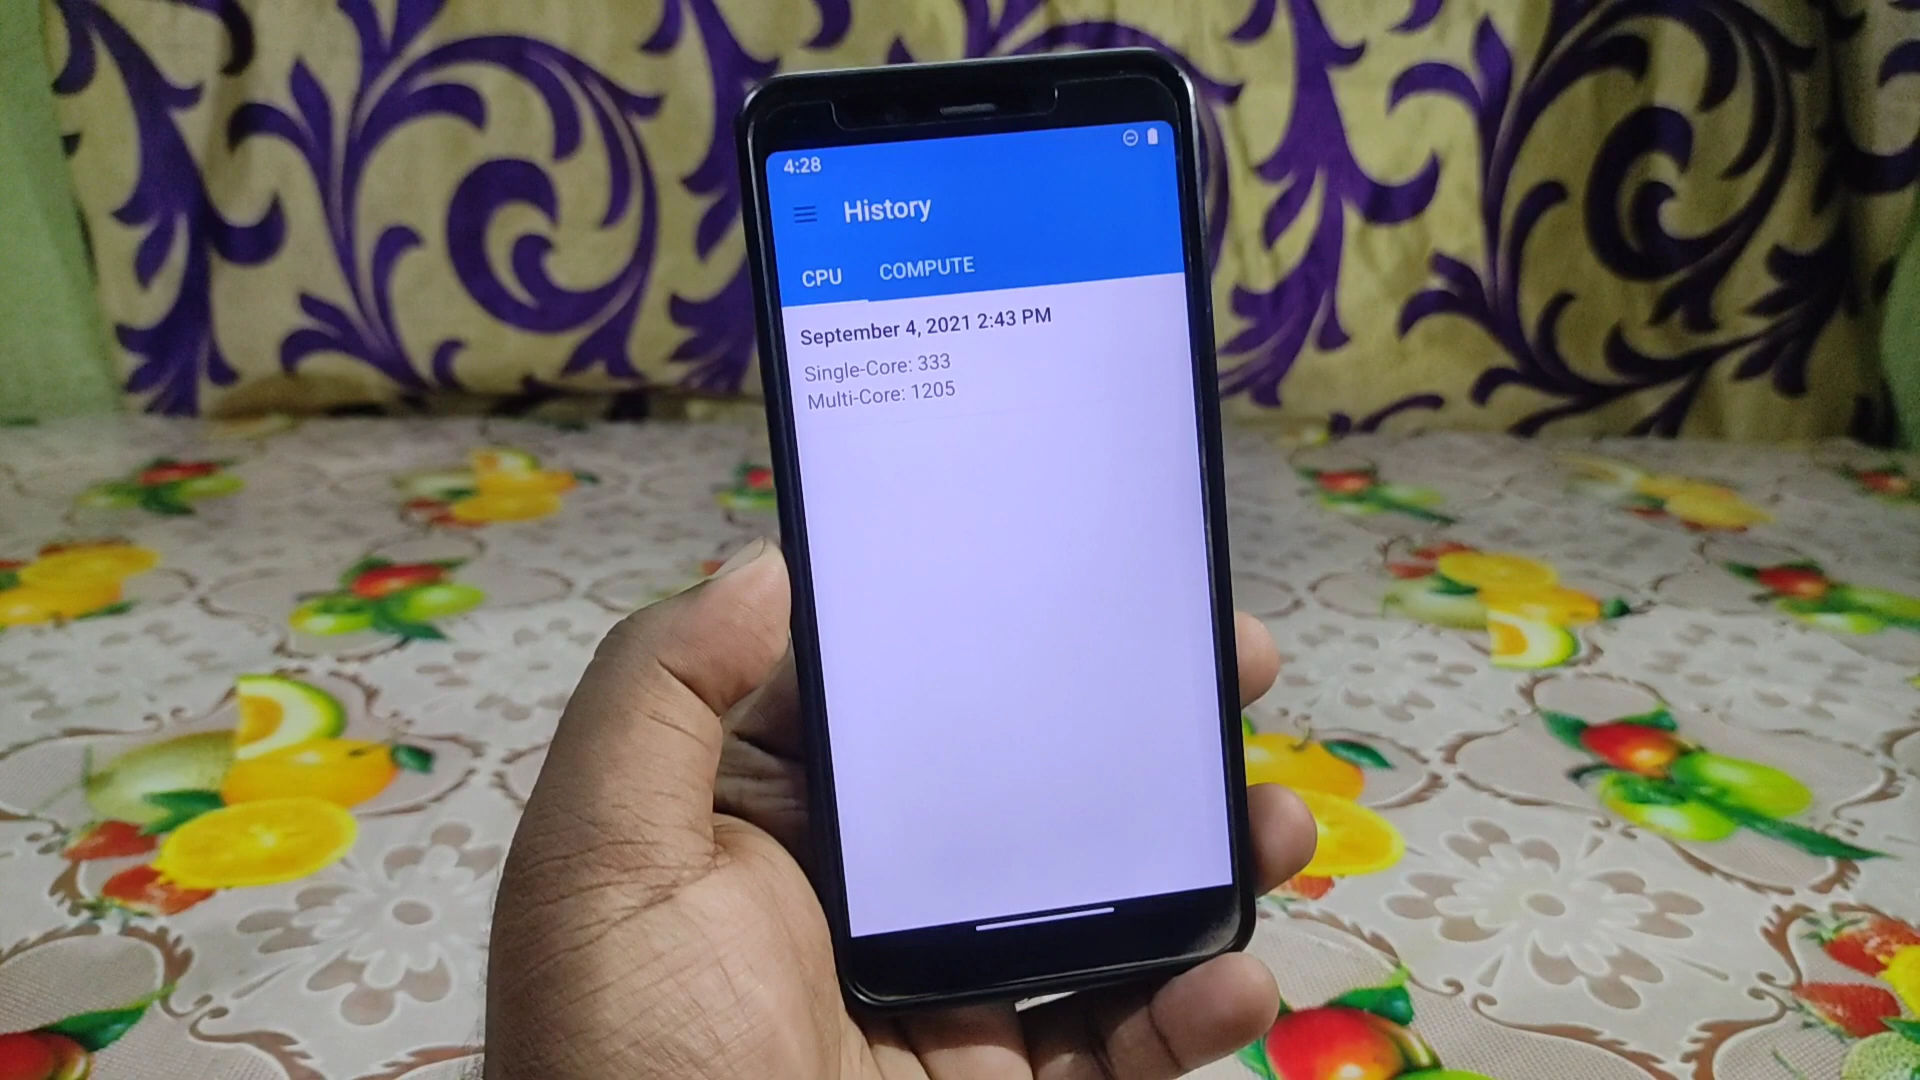 4:28
History
CPU COMPUTE
September 4, 2021 2:43 PM
Single-Core: 333
Multi-Core: 1205